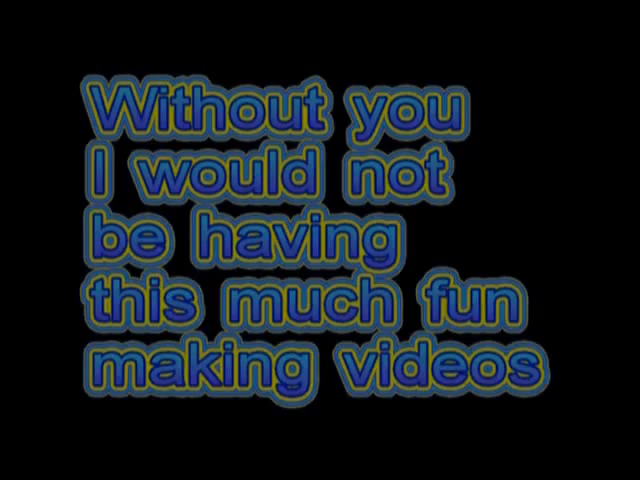 Without you
I would not
be having
this much fun
making videos